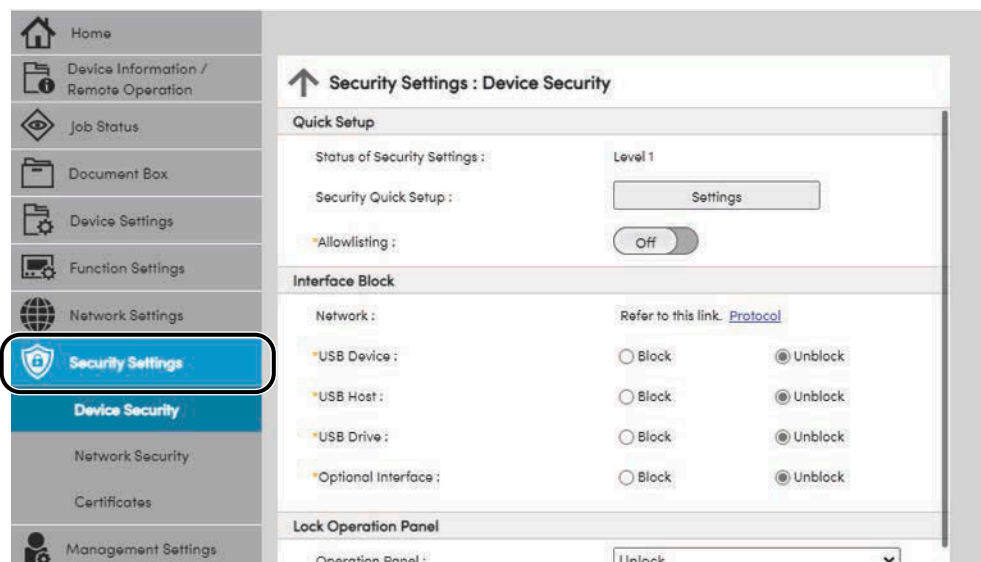 Home
Device Information /
Remote Operation
Job Status
Document Box
Device Settings
Function Settings
Network Settings
Security Settings
Device Security
Network Security
Certificates
Management Settings
Security Settings : Device Security
Quick Setup
Status of Security Settings : Level 1
Security Quick Setup : Settings
*Allowlisting : Off
Interface Block
Network : Refer to this link. Protocol
*USB Device : Block Unblock
*USB Host : Block Unblock
*USB Drive : Block Unblock
*Optional Interface : Block Unblock
Lock Operation Panel
Operation Panel : Unlock